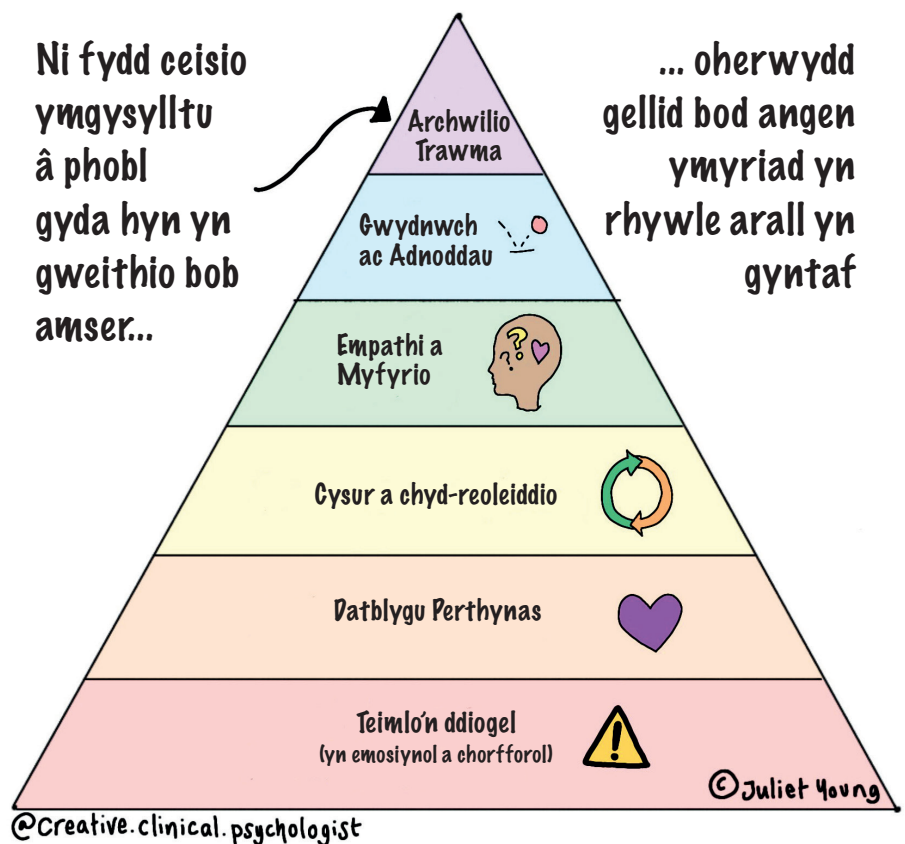 Ni fydd ceisio
ymgysylltu
â phobl
gyda hyn yn
gweithio bob
amser...
... oherwydd
gellid bod angen
ymyriad yn
rhywle arall yn
gyntaf
Archwilio
Trawma
Gwydnwch
ac Adnoddau
Empathi a
Myfyrio
Cysur a chyd-reoleiddio
Datblygu Perthynas
Teimlo'n ddiogel
(yn emosiynol a chorfforol)
© Juliet Young
@Creative.clinical.psychologist